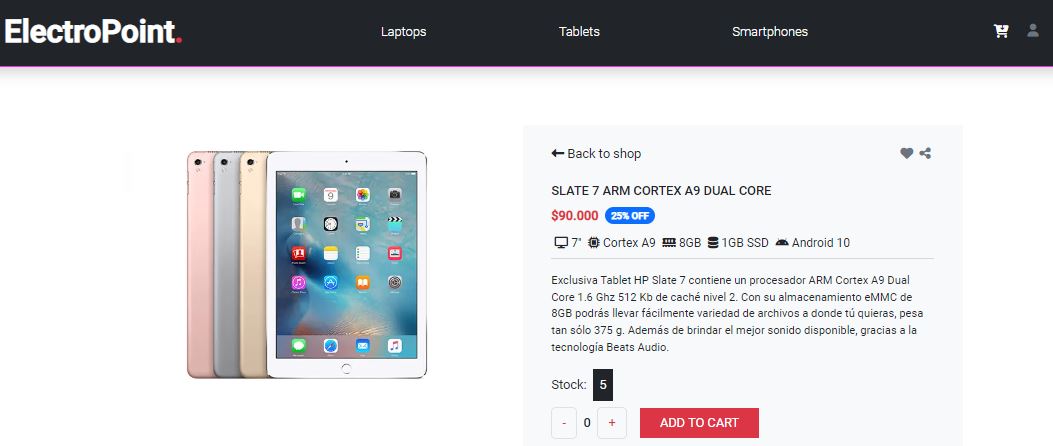 ElectroPoint.
Laptops
Tablets
Smartphones
Back to shop
SLATE 7 ARM CORTEX A9 DUAL CORE
$90.000 25% OFF
7" Cortex A9 8GB 1GB SSD Android 10
Exclusiva Tablet HP Slate 7 contiene un procesador ARM Cortex A9 Dual
Core 1.6 Ghz 512 Kb de caché nivel 2. Con su almacenamiento eMMC de
8GB podrás llevar fácilmente variedad de archivos a donde tú quieras, pesa
tan sólo 375 g. Además de brindar el mejor sonido disponible, gracias a la
tecnología Beats Audio.
Stock: 5
- 0 + ADD TO CART